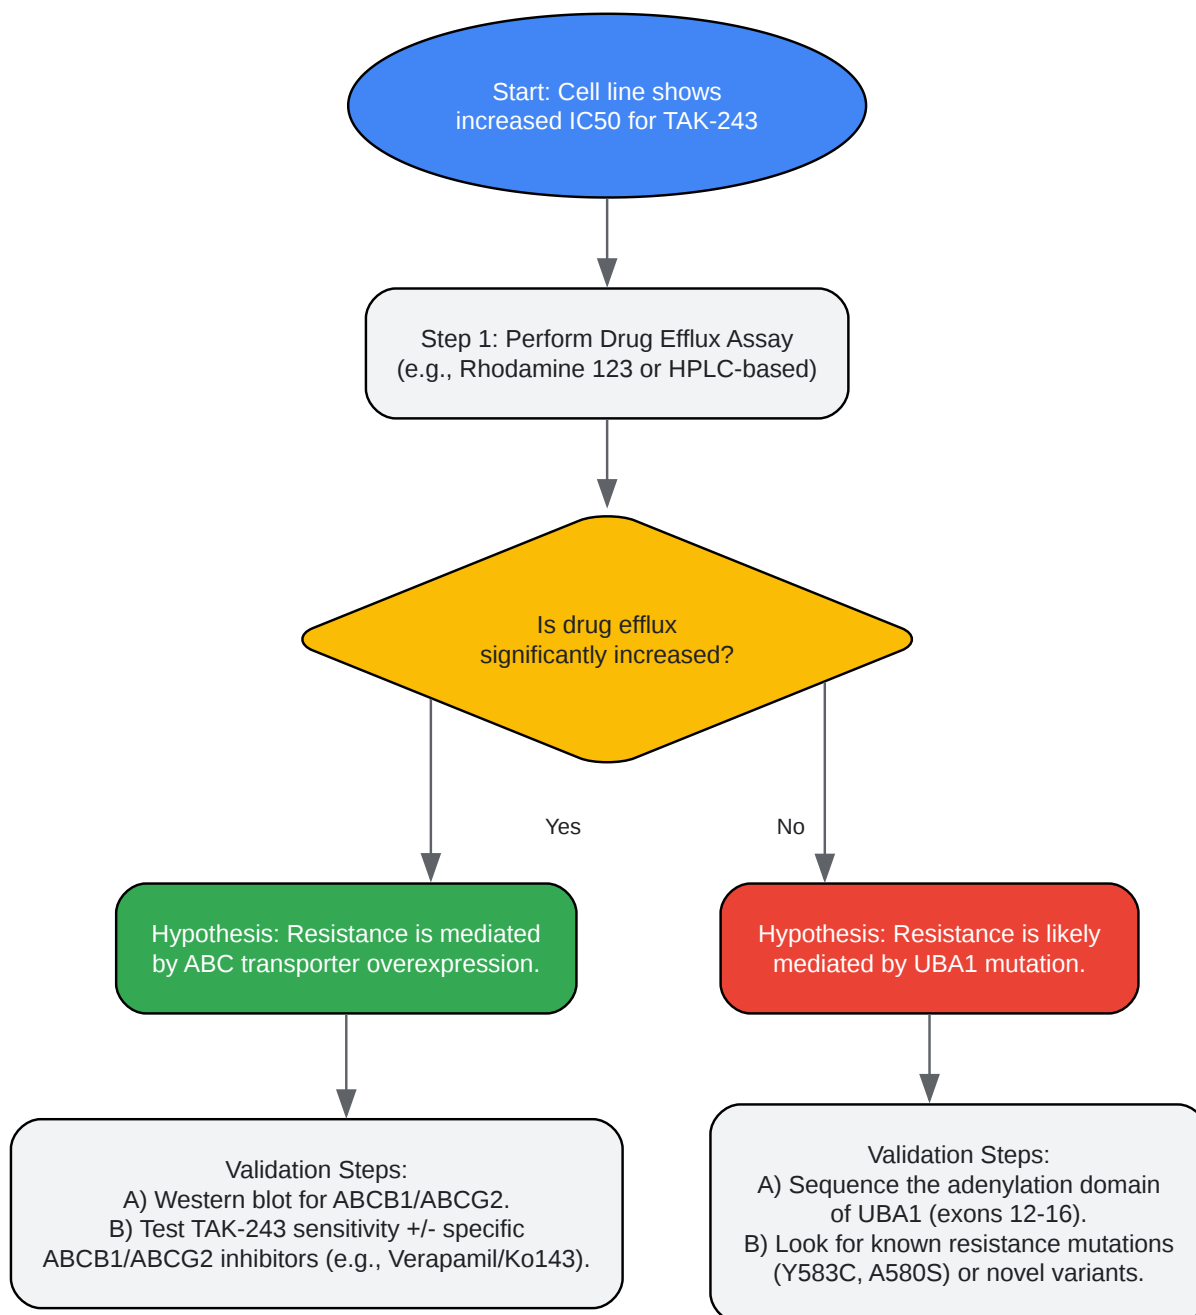 Start: Cell line shows
increased IC50 for TAK-243
Step 1: Perform Drug Efflux Assay
(e.g., Rhodamine 123 or HPLC-based)
Is drug efflux
significantly increased?
Yes
No
Hypothesis: Resistance is mediated
by ABC transporter overexpression.
Hypothesis: Resistance is likely
mediated by UBA1 mutation.
Validation Steps:
A) Western blot for ABCB1/ABCG2.
B) Test TAK-243 sensitivity +/- specific
ABCB1/ABCG2 inhibitors (e.g., Verapamil/Ko143).
Validation Steps:
A) Sequence the adenylation domain
of UBA1 (exons 12-16).
B) Look for known resistance mutations
(Y583C, A580S) or novel variants.